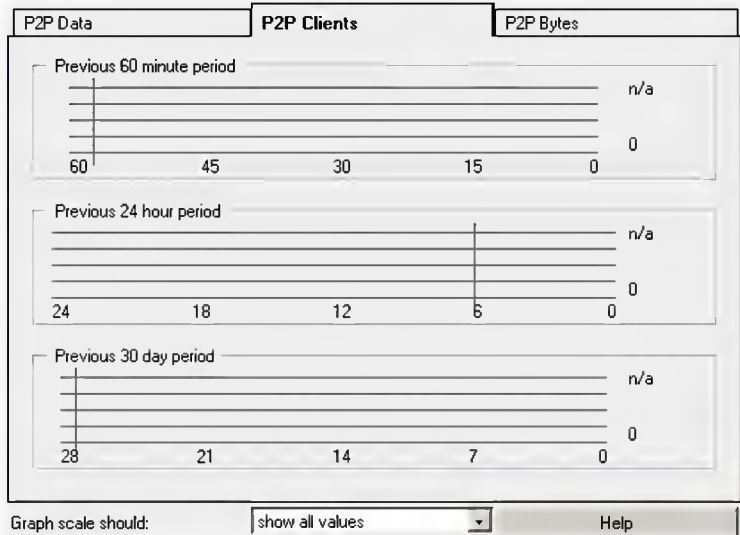 P2P Data P2P Clients P2P Bytes
Previous 60 minute period
n/a
0
60 45 30 15 0
Previous 24 hour period
n/a
0
24 18 12 6 0
Previous 30 day period
n/a
0
28 21 14 7 0
Graph scale should: show all values Help